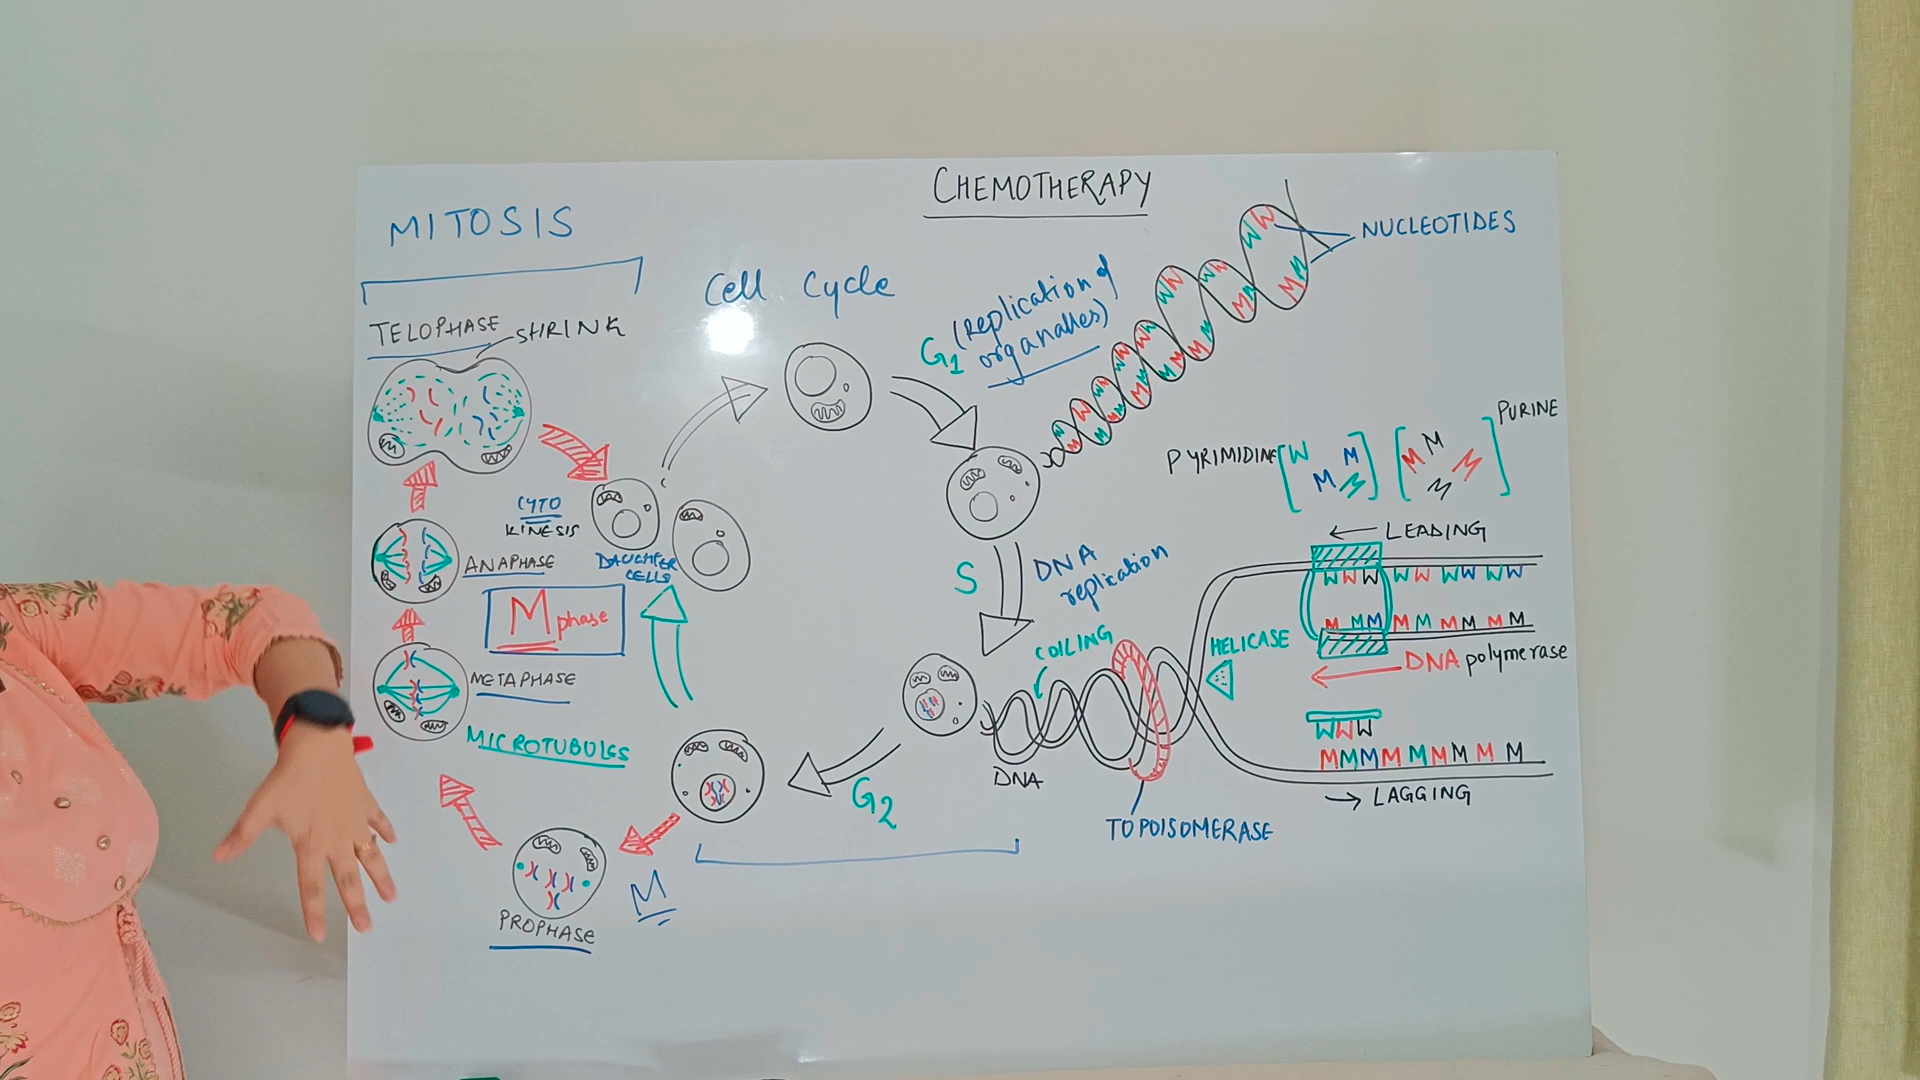 CHEMOTHERAPY
MITOSIS
NUCLEOTIDES
Cell Cycle
G1 (replication of
organalles)
TELOPHASE
SHRINK
PURINE
PYRIMIDINE
W M M M
M M M M
CYTO
KINESIS
ANAPHASE
DAUGHTER
CELLS
S
DNA
replication
LEADING
W W W W W W W W W
M M M M M M M M M
M phase
METAPHASE
COILING
HELICASE
DNA polymerase
MICROTUBULES
W W W
M M M M M M M M M
DNA
LAGGING
G2
TOPOISOMERASE
M
PROPHASE